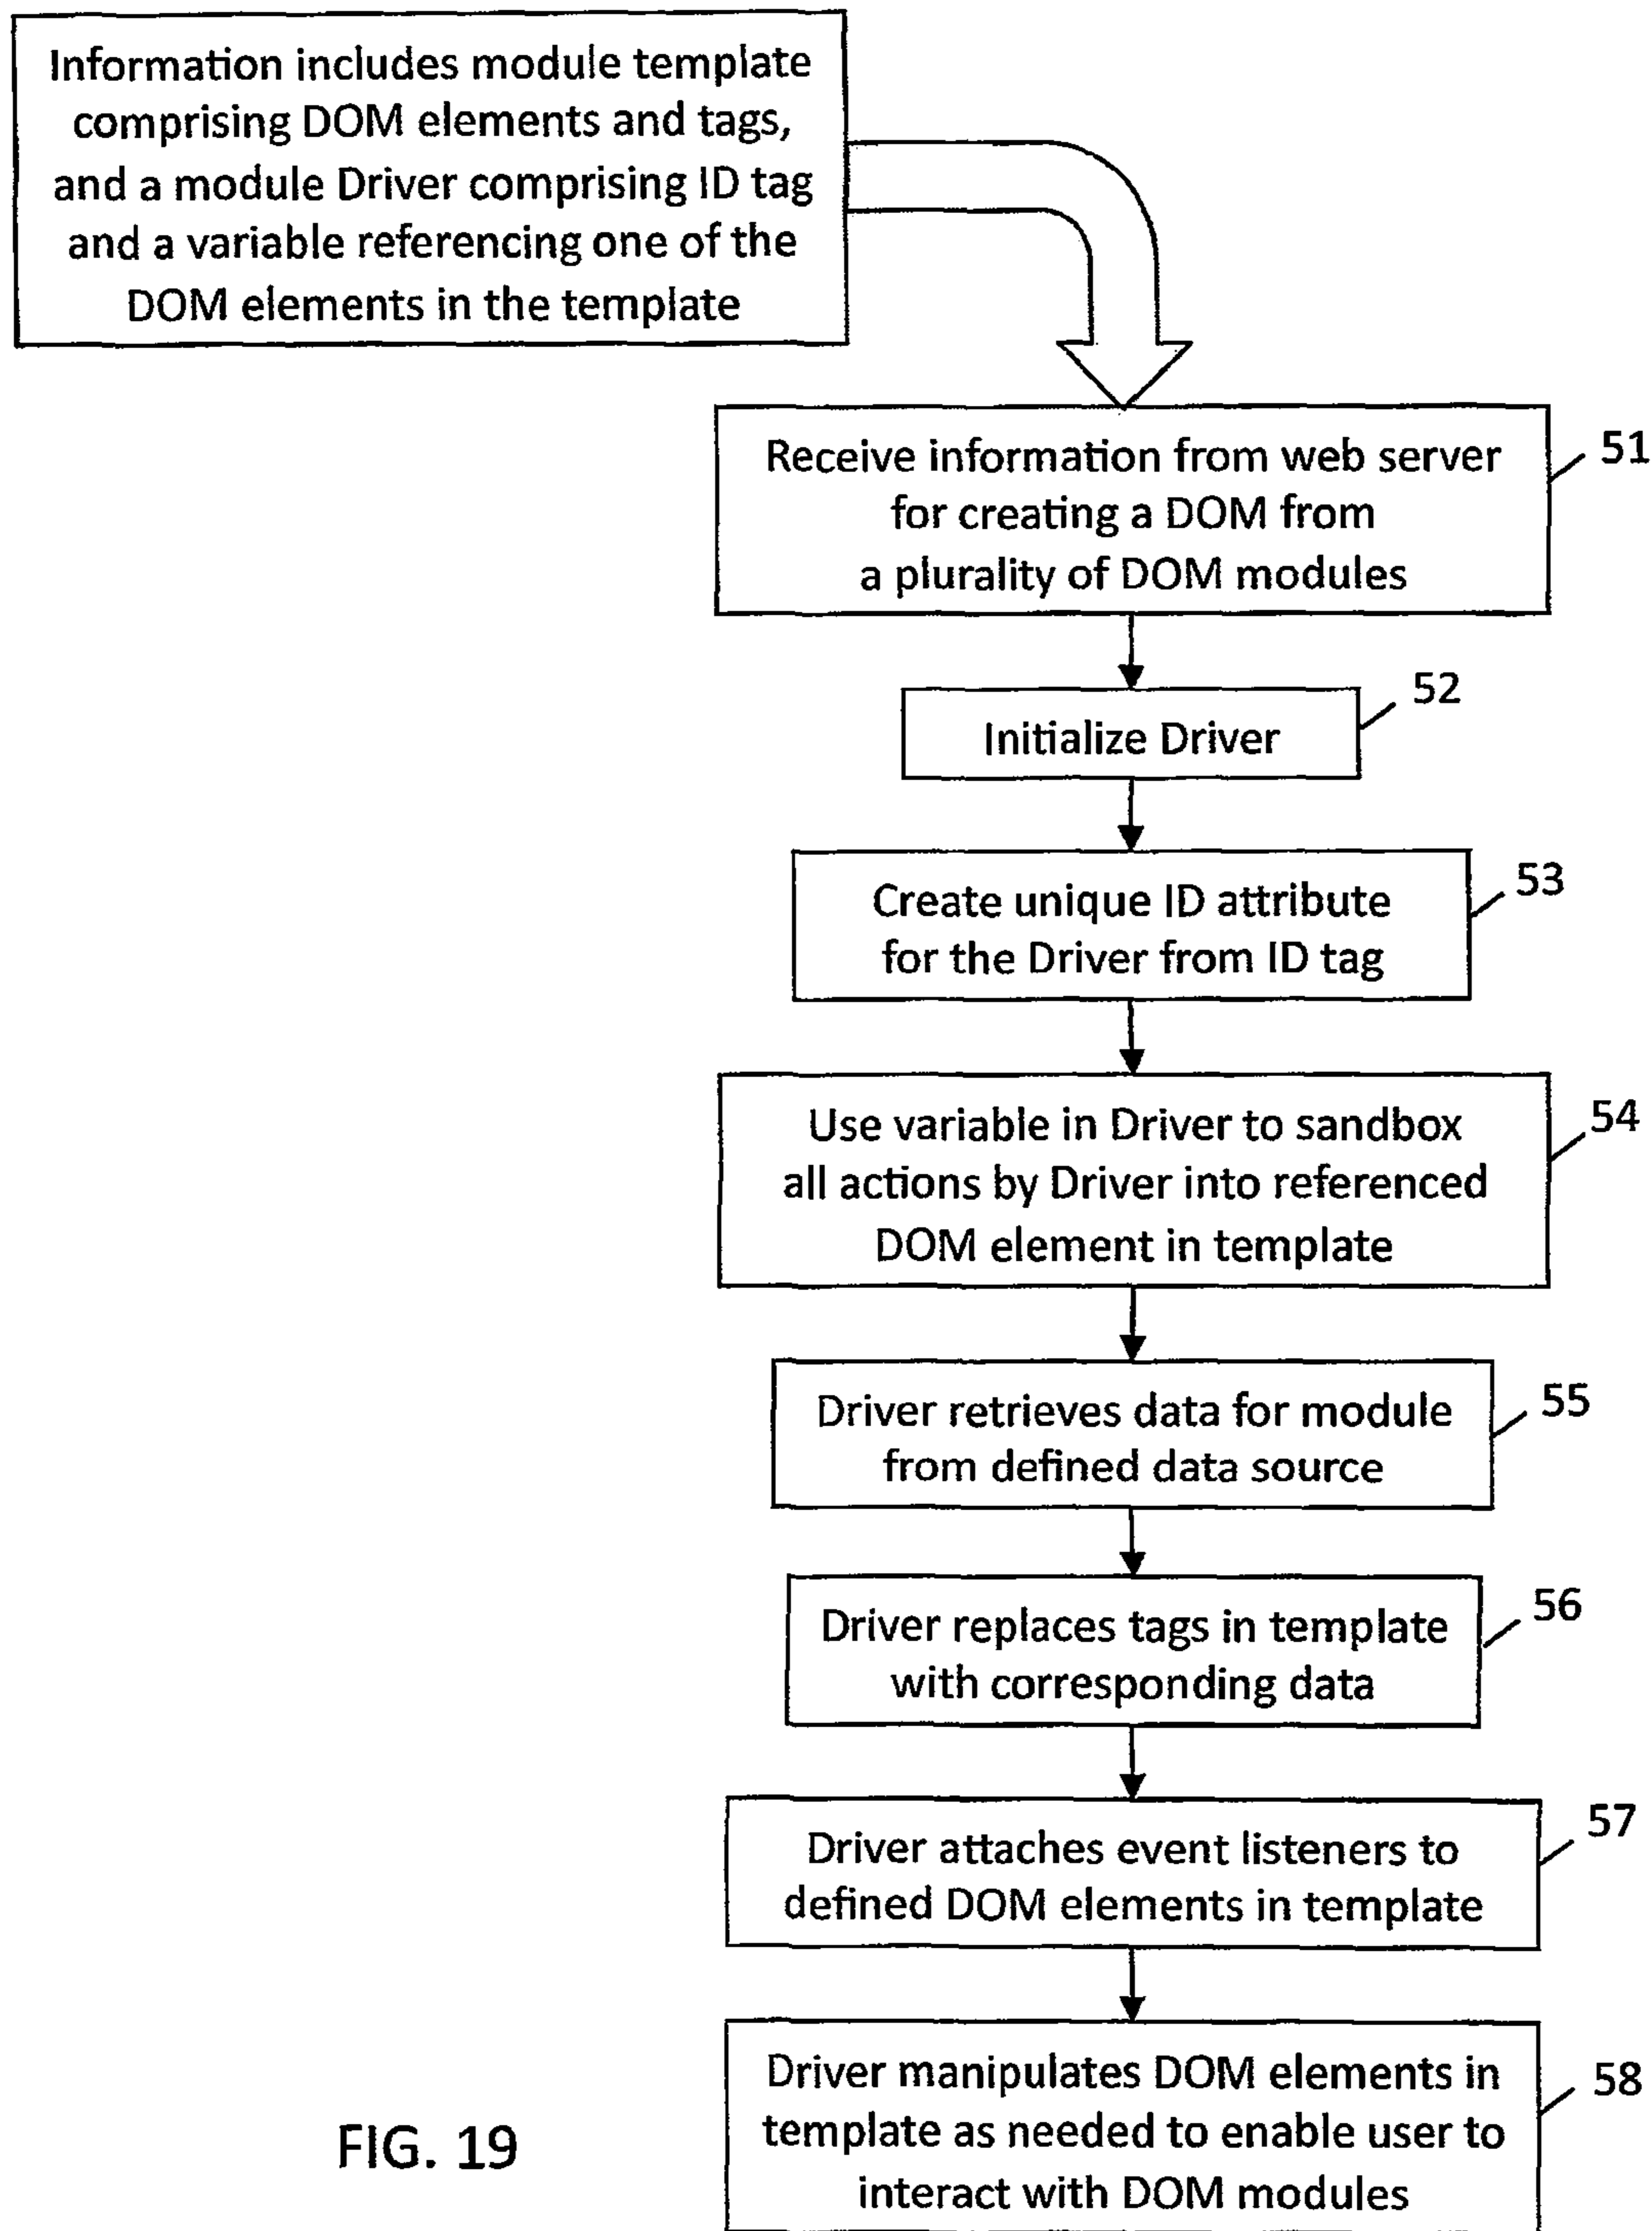 Information includes module template
comprising DOM elements and tags,
and a module Driver comprising ID tag
and a variable referencing one of the
DOM elements in the template
Receive information from web server
for creating a DOM from
a plurality of DOM modules
51
Initialize Driver
52
Create unique ID attribute
for the Driver from ID tag
53
Use variable in Driver to sandbox
all actions by Driver into referenced
DOM element in template
54
Driver retrieves data for module
from defined data source
55
Driver replaces tags in template
with corresponding data
56
Driver attaches event listeners to
defined DOM elements in template
57
Driver manipulates DOM elements in
template as needed to enable user to
interact with DOM modules
58
FIG. 19